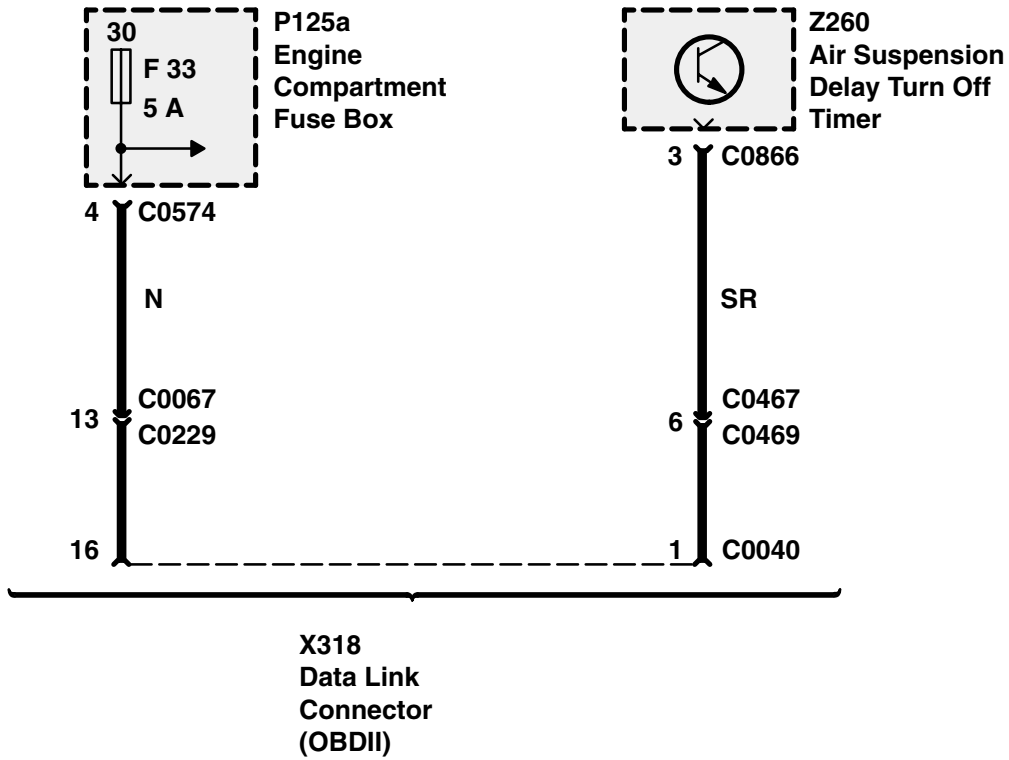 30
F 33
5 A
P125a
Engine
Compartment
Fuse Box
Z260
Air Suspension
Delay Turn Off
Timer
4 C0574
3 C0866
N
SR
C0067
13
C0229
C0467
6
C0469
16
1 C0040
X318
Data Link
Connector
(OBDII)